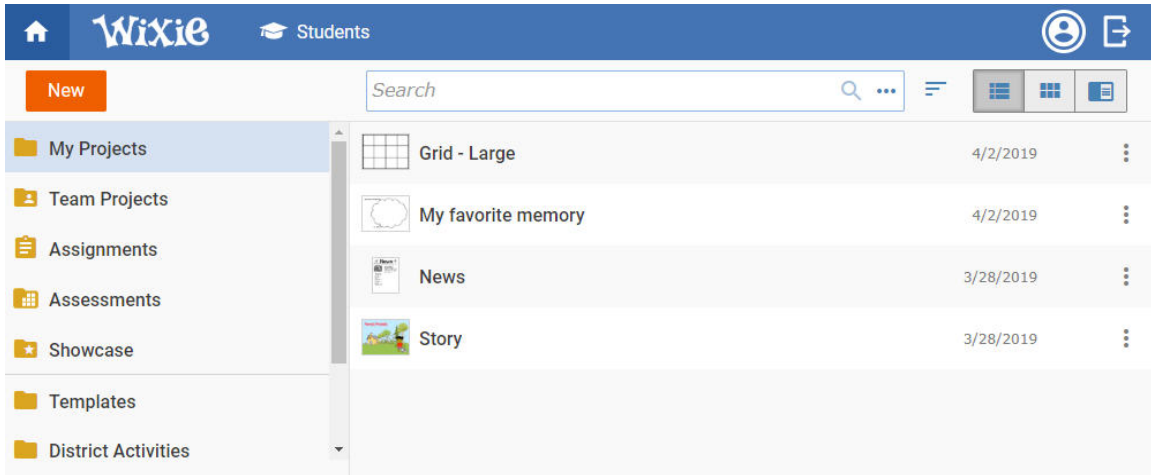 Wixie Students
New Search
My Projects
Team Projects
Assignments
Assessments
Showcase
Templates
District Activities
Grid - Large 4/2/2019
My favorite memory 4/2/2019
News 3/28/2019
Story 3/28/2019